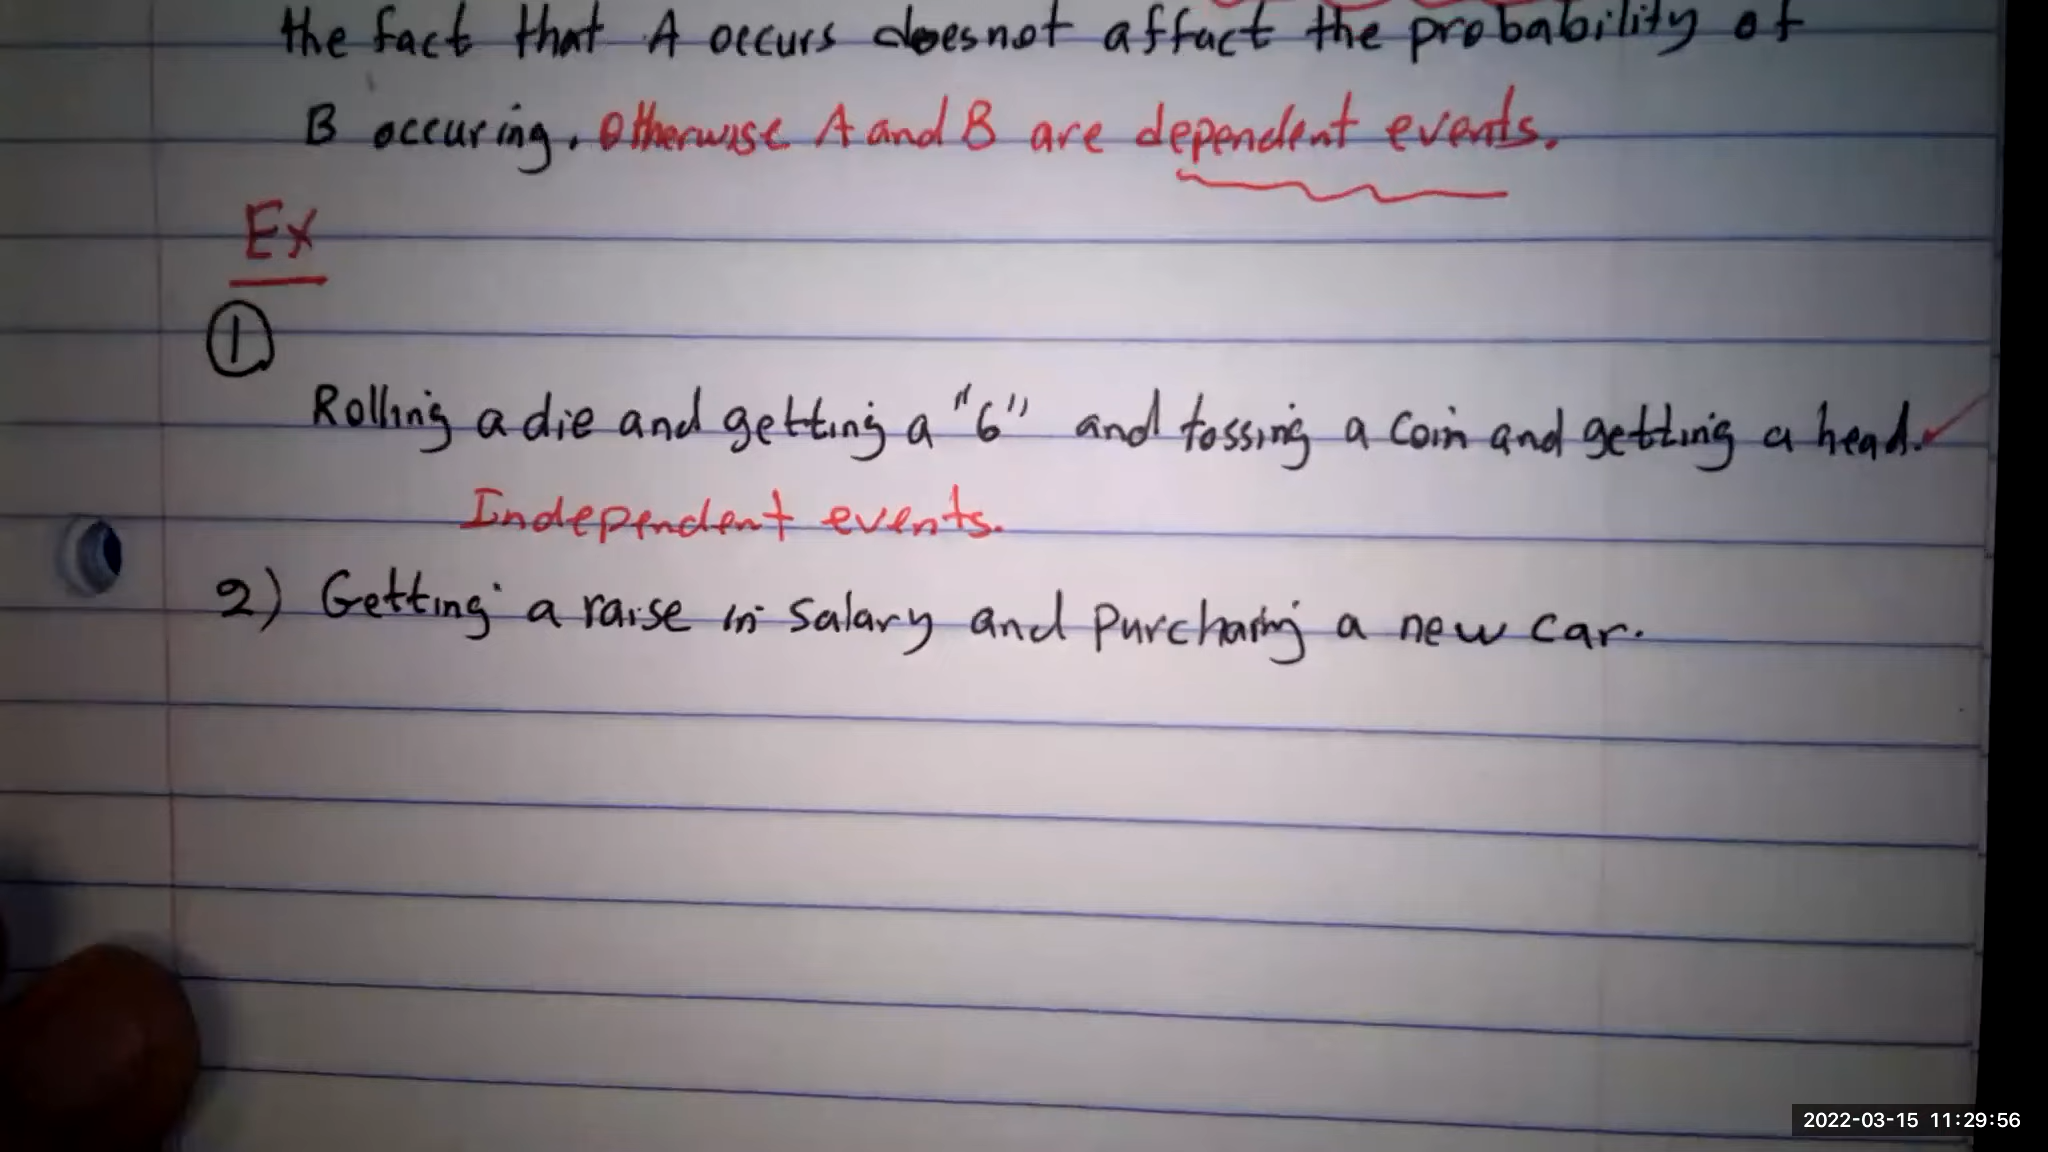 the fact that A occurs doesnot affact the probability of
B occuring. Otherwise A and B are dependent events.
Ex
1
Rolling a die and getting a "6" and tossing a coin and getting a head.
Independent events.
2) Getting a raise in salary and purchasing a new car.
2022-03-15 11:29:56